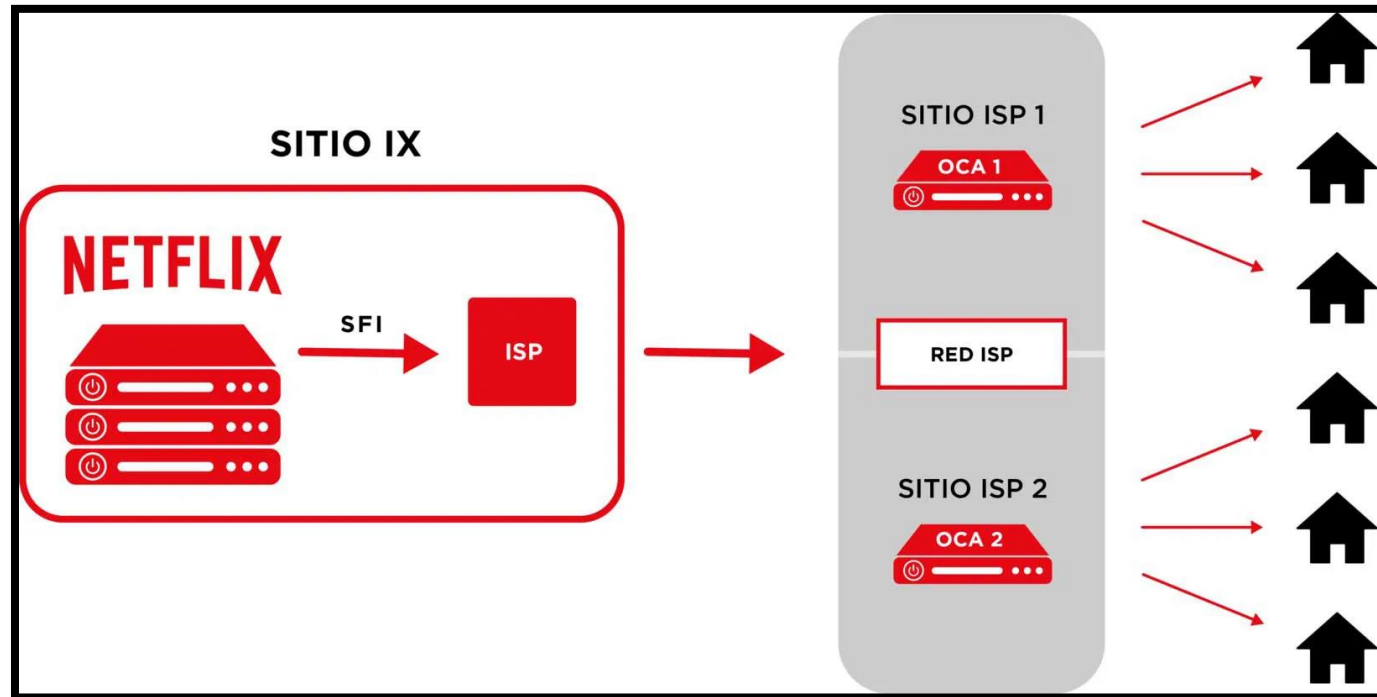 SITIO IX
NETFLIX
SFI
ISP
SITIO ISP 1
OCA 1
RED ISP
SITIO ISP 2
OCA 2